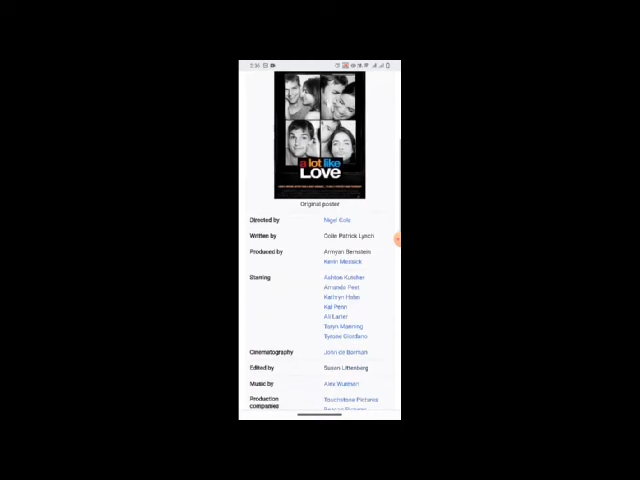 a lot like
LOVE
Original poster
Directed by Nigel Cole
Written by Colin Patrick Lynch
Produced by Armyan Bernstein
Kevin Messick
Starring Ashton Kutcher
Amanda Peet
Kathryn Hahn
Kal Penn
Ali Larter
Taryn Manning
Tyrone Giordano
Cinematography John de Borman
Edited by Susan Littenberg
Music by Alex Wurman
Production Touchstone Pictures
companies